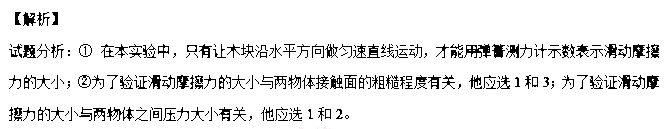 【解析】
试题分析：① 在本实验中，只有让木块沿水平方向做匀速直线运动，才能用弹簧测力计示数表示滑动摩擦
力的大小；②为了验证滑动摩擦力的大小与两物体接触面的粗糙程度有关，他应选 1 和 3；为了验证滑动摩
擦力的大小与两物体之间压力大小有关，他应选 1 和 2。